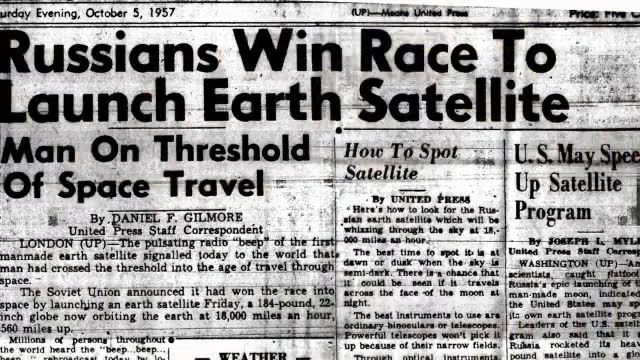 urday Evening, October 5, 1957
(UP)—Means United Press
Price: Five
Russians Win Race To
Launch Earth Satellite
Man On Threshold
Of Space Travel
By DANIEL F. GILMORE
United Press Staff Correspondent
LONDON (UP)—The pulsating radio "beep" of the first
manmade earth satellite signalled today to the world that
man had crossed the threshold into the age of travel through
space.
The Soviet Union announced it had won the race into
space by launching an earth satellite Friday, a 184-pound, 22-
inch globe now orbiting the earth at 18,000 miles an hour,
560 miles up.
Millions of persons throughout
the world heard the "beep...beep...
been," rebroadcast today by
WEATHER
How To Spot
Satellite
By UNITED PRESS
Here's how to look for the Rus-
sian earth satellite which will be
whizzing through the sky at 18,-
000 miles an hour.
The best time to spot it is at
dawn or dusk when the sky is
semi-dark. There is a chance that
it could be seen if it travels
across the face of the moon at
night.
The best instruments to use are
ordinary binoculars or telescopes.
Powerful telescopes won't pick it
up because of their narrow fields.
Through optical instruments
U.S. May Spee
Up Satellite
Program
By JOSEPH L. MYL
United Press Staff Corresp
WASHINGTON (UP)—Am
scientists, caught flatfoot
Russia's epic launching of
man-made moon, indicated
the United States may
its own earth satellite progr
Leaders of the U.S. satel
gram also said that
Russia rocketed its hea
pound satellite into a